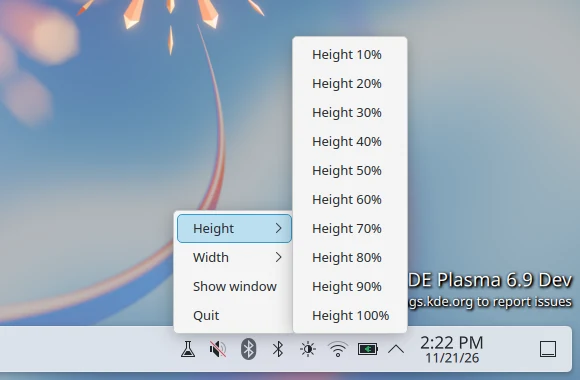 Height 10%
Height 20%
Height 30%
Height 40%
Height 50%
Height 60%
Height 70%
Height 80%
Height 90%
Height 100%
Height
Width
Show window
Quit
DE Plasma 6.9 Dev
gs.kde.org to report issues
2:22 PM
11/21/26